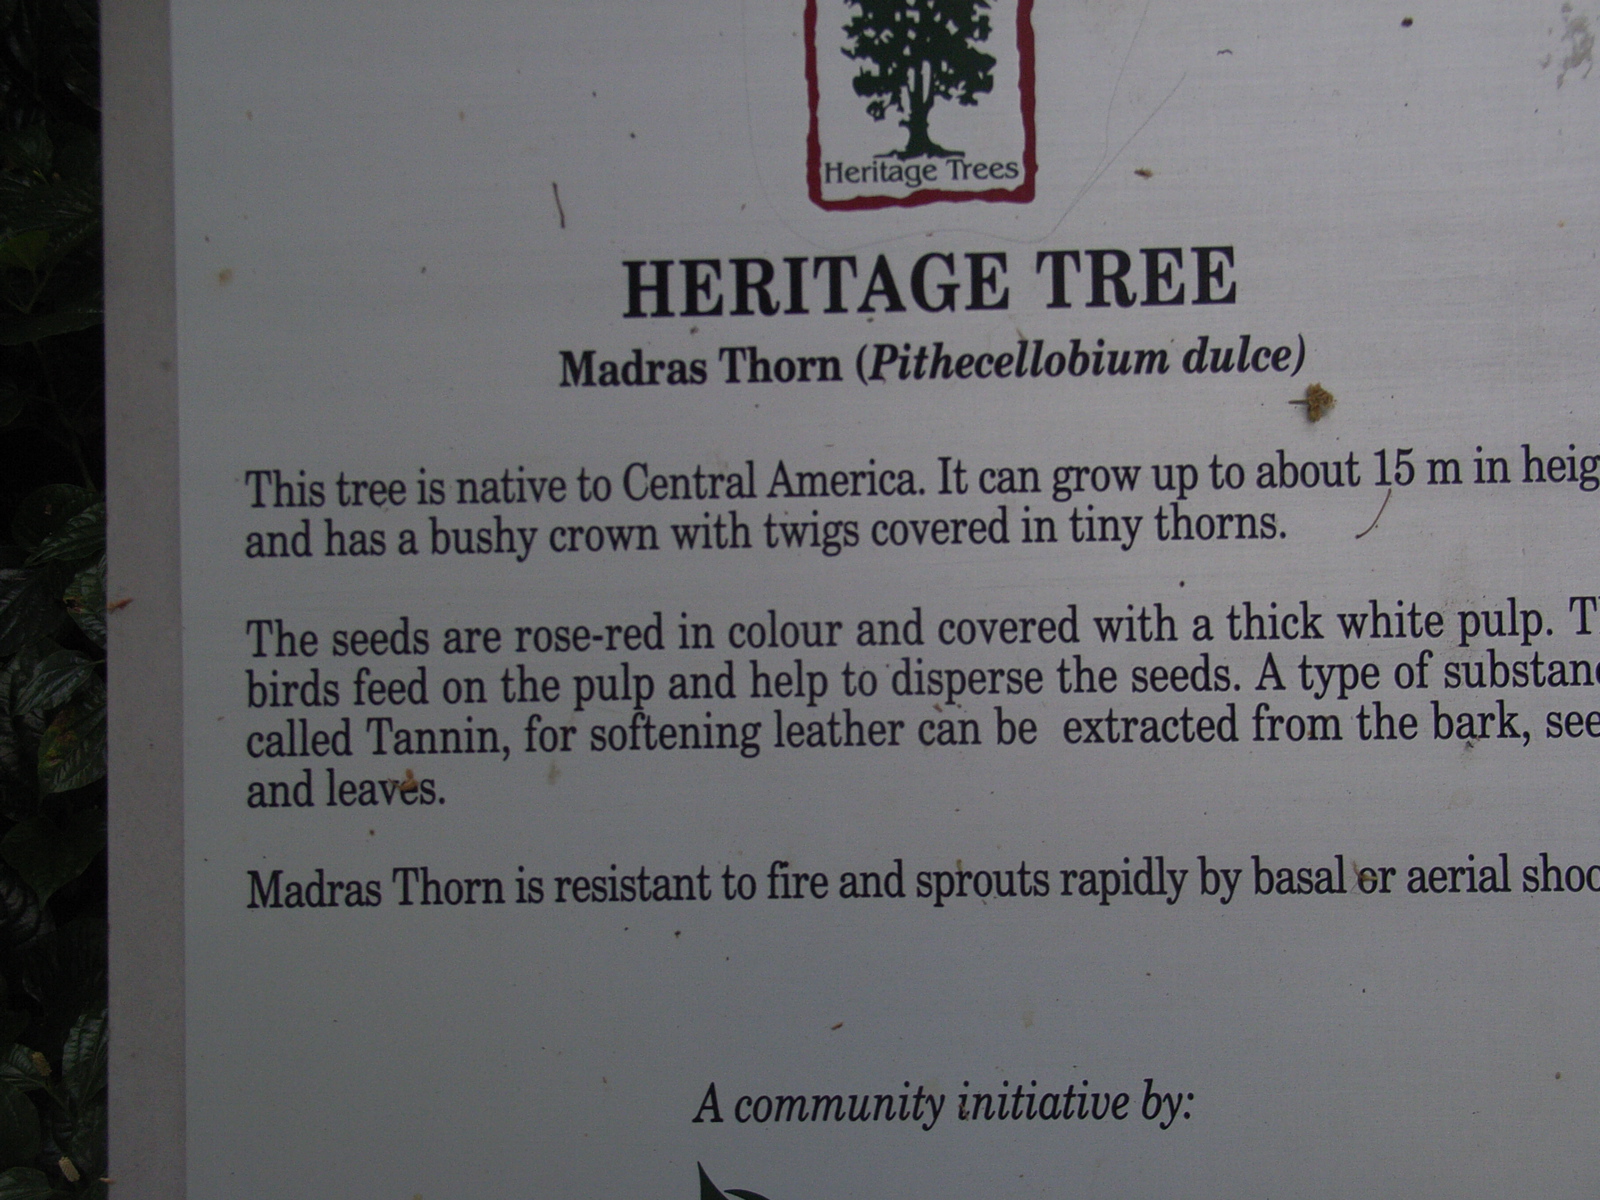 Heritage Trees
HERITAGE TREE
Madras Thorn (Pithecellobium dulce)
This tree is native to Central America. It can grow up to about 15 m in heig
and has a bushy crown with twigs covered in tiny thorns.
The seeds are rose-red in colour and covered with a thick white pulp. T
birds feed on the pulp and help to disperse the seeds. A type of substan
called Tannin, for softening leather can be extracted from the bark, see
and leaves.
Madras Thorn is resistant to fire and sprouts rapidly by basal or aerial shoo
A community initiative by: